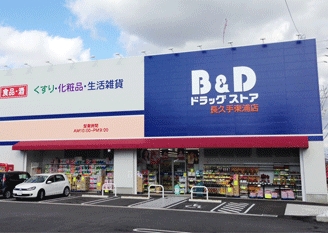 食品・酒
くすり・化粧品・生活雑貨
営業時間
AM10:00~PM9:00
B&D
ドラッグストア
長久手東浦店